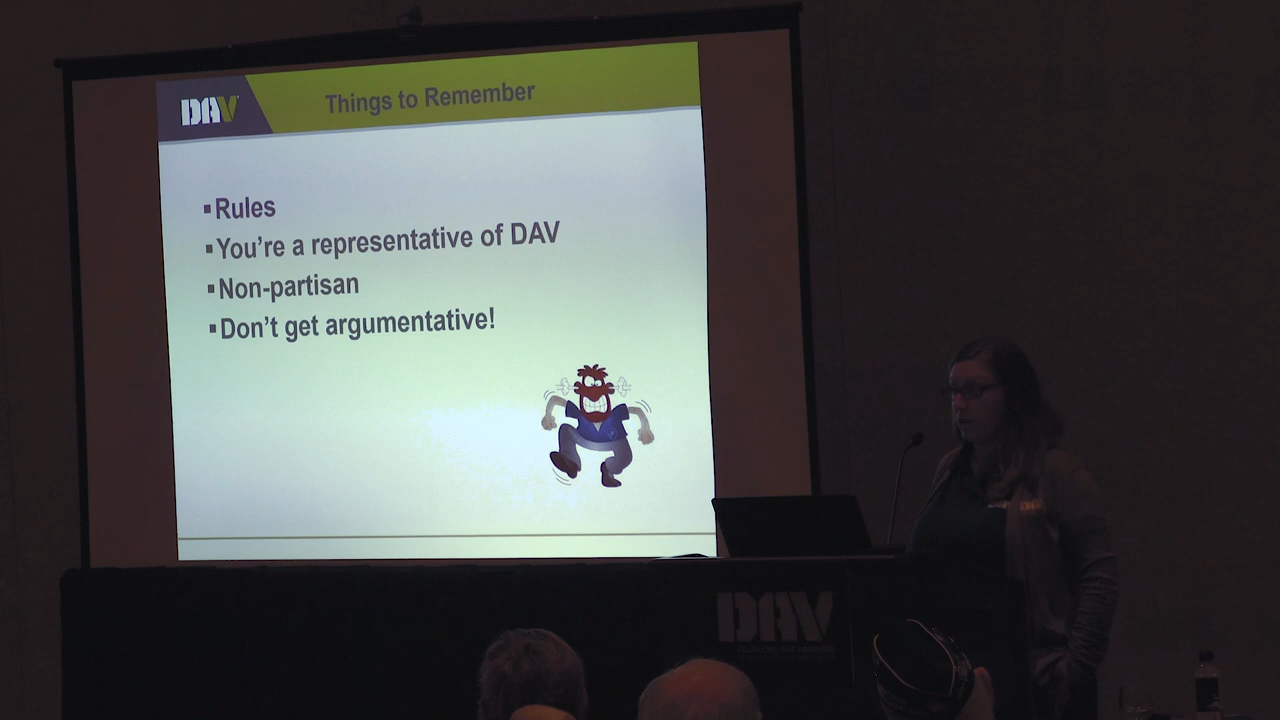 DAV
Things to Remember
▪Rules
▪You’re a representative of DAV
▪Non-partisan
▪Don’t get argumentative!
DAV